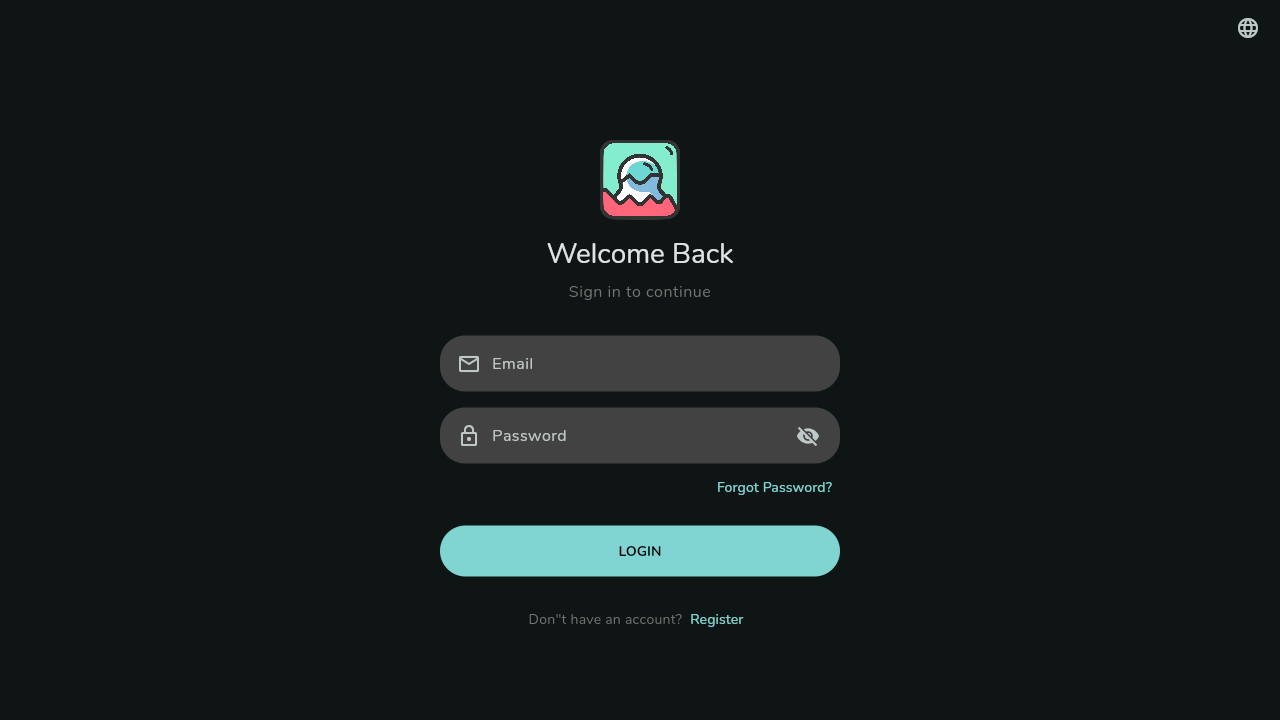 Welcome Back
Sign in to continue
Email
Password
Forgot Password?
LOGIN
Don"t have an account? Register